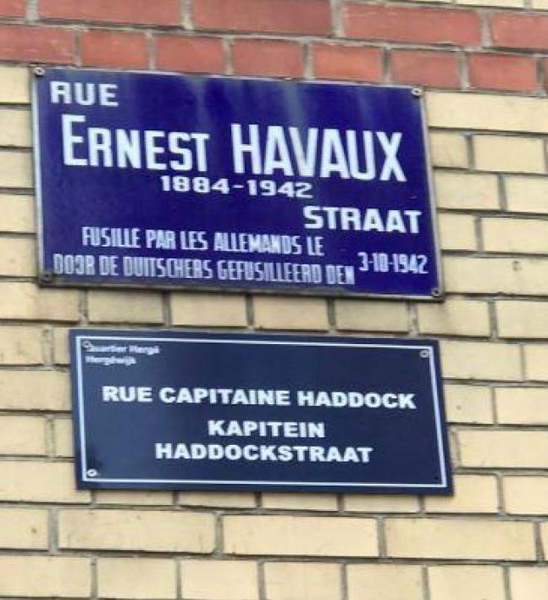 RUE
ERNEST HAVAUX
1884-1942
STRAAT
FUSILLÉ PAR LES ALLEMANDS LE
DOOR DE DUITSCHERS GEFUSILLEERD DEN 3-10-1942
Quartier Hergé
Hergéwijk
RUE CAPITAINE HADDOCK
KAPITEIN
HADDOCKSTRAAT